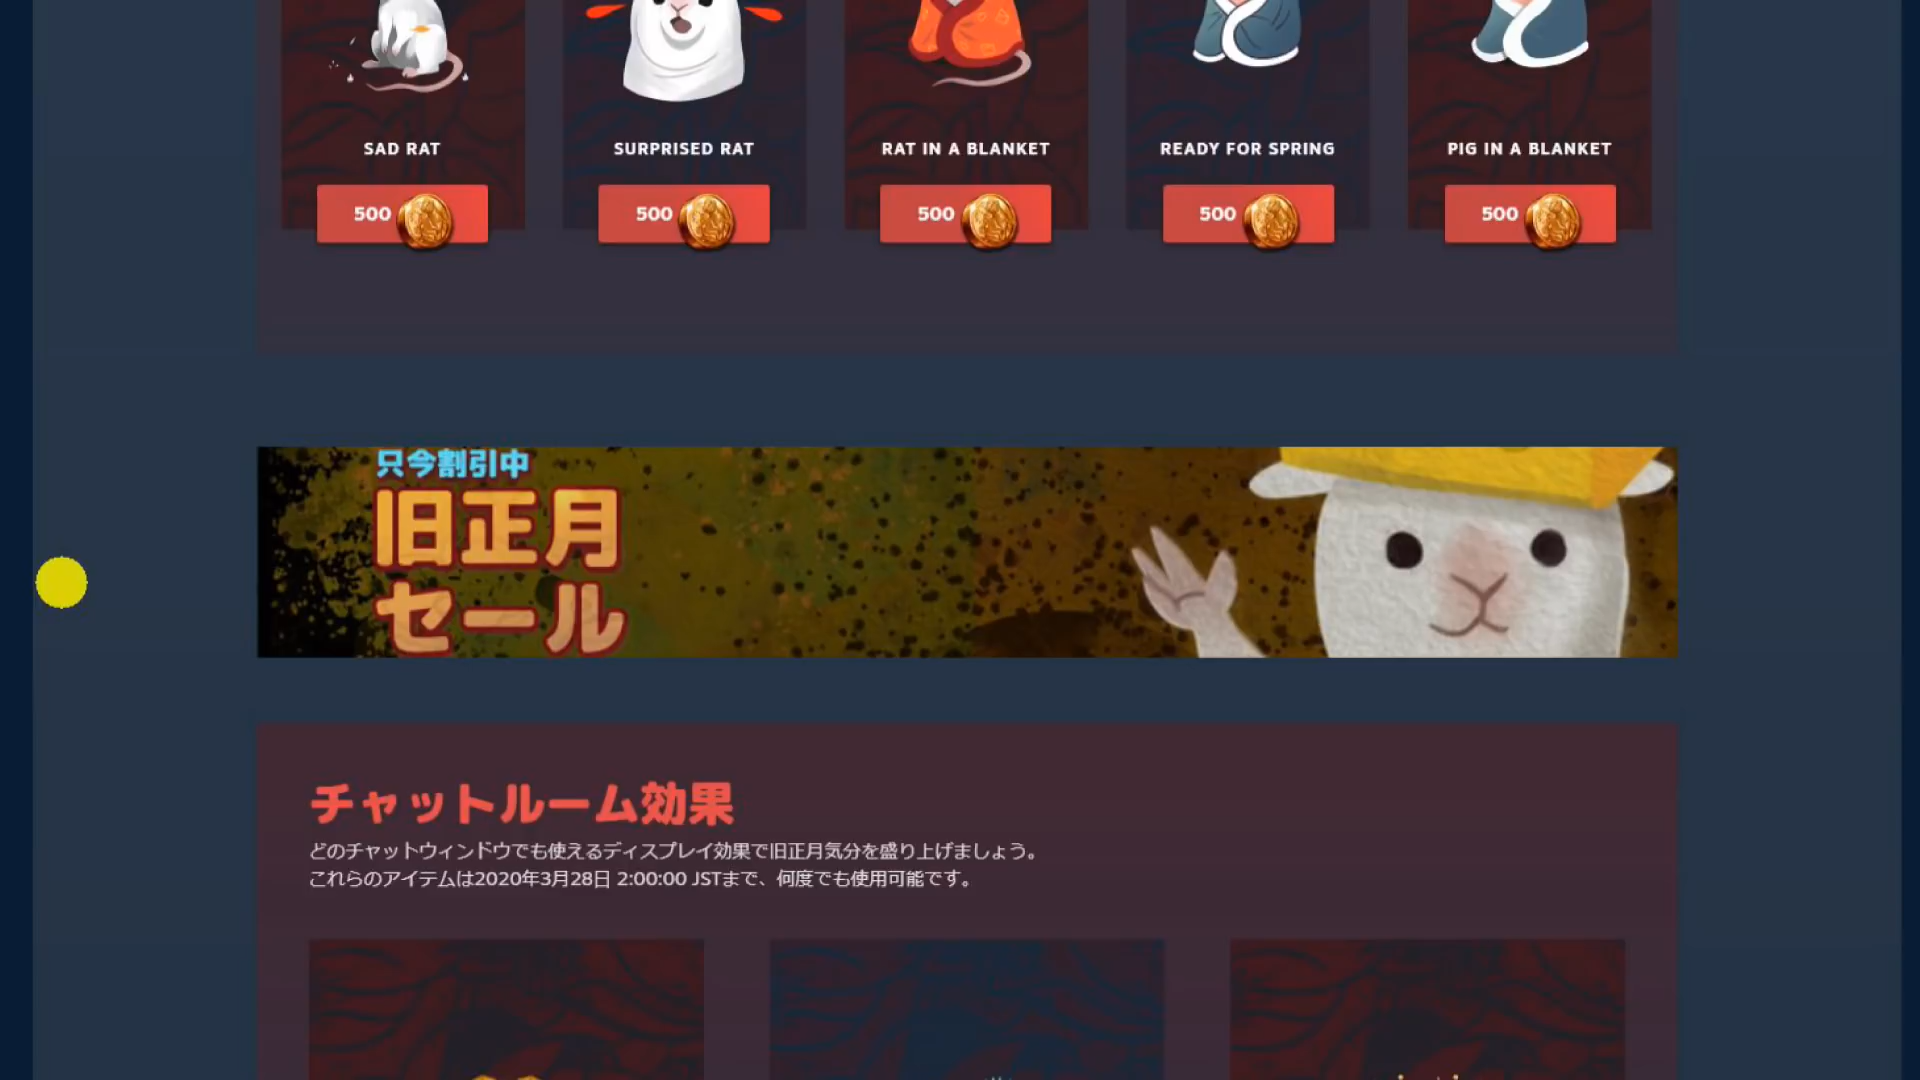 SAD RAT
SURPRISED RAT
RAT IN A BLANKET
READY FOR SPRING
PIG IN A BLANKET
500
500
500
500
500
只今割引中
旧正月
セール
チャットルーム効果
どのチャットウィンドウでも使えるディスプレイ効果で旧正月気分を盛り上げましょう。
これらのアイテムは2020年3月28日 2:00:00 JSTまで、何度でも使用可能です。